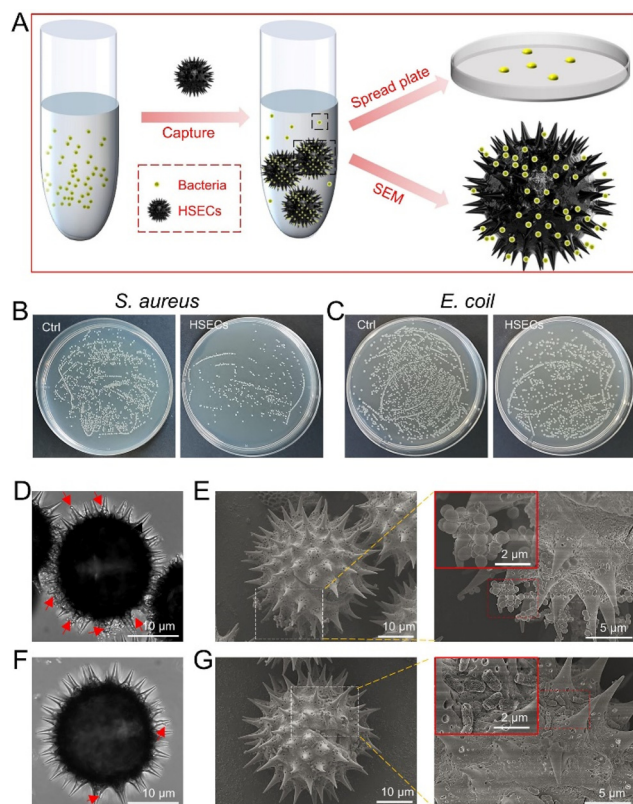 A
Capture
Spread plate
SEM
Bacteria
HSECs
B
S. aureus
C
E. coil
Ctrl
HSECs
Ctrl
HSECs
D
10 μm
E
10 μm
2 μm
5 μm
F
10 μm
G
10 μm
2 μm
5 μm